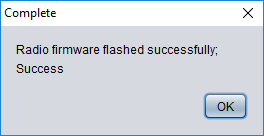 Complete
Radio firmware flashed successfully;
Success
OK